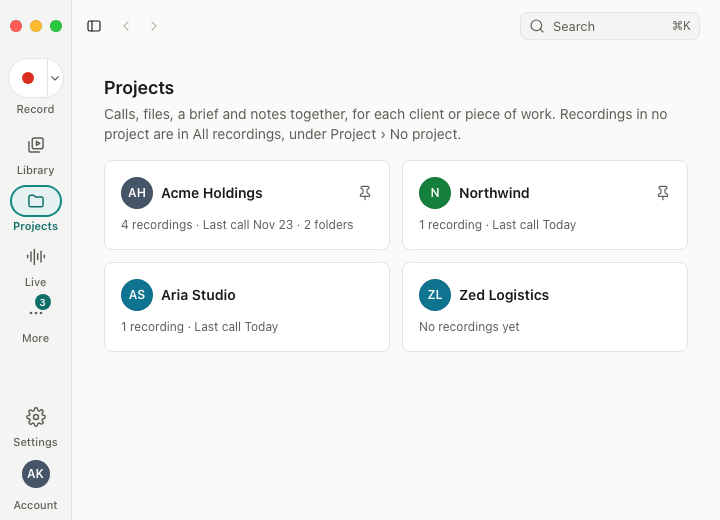 Search
⌘K
Record
Library
Projects
Live
3
More
Settings
AK
Account
Projects
Calls, files, a brief and notes together, for each client or piece of work. Recordings in no
project are in All recordings, under Project › No project.
AH
Acme Holdings
4 recordings · Last call Nov 23 · 2 folders
N
Northwind
1 recording · Last call Today
AS
Aria Studio
1 recording · Last call Today
ZL
Zed Logistics
No recordings yet